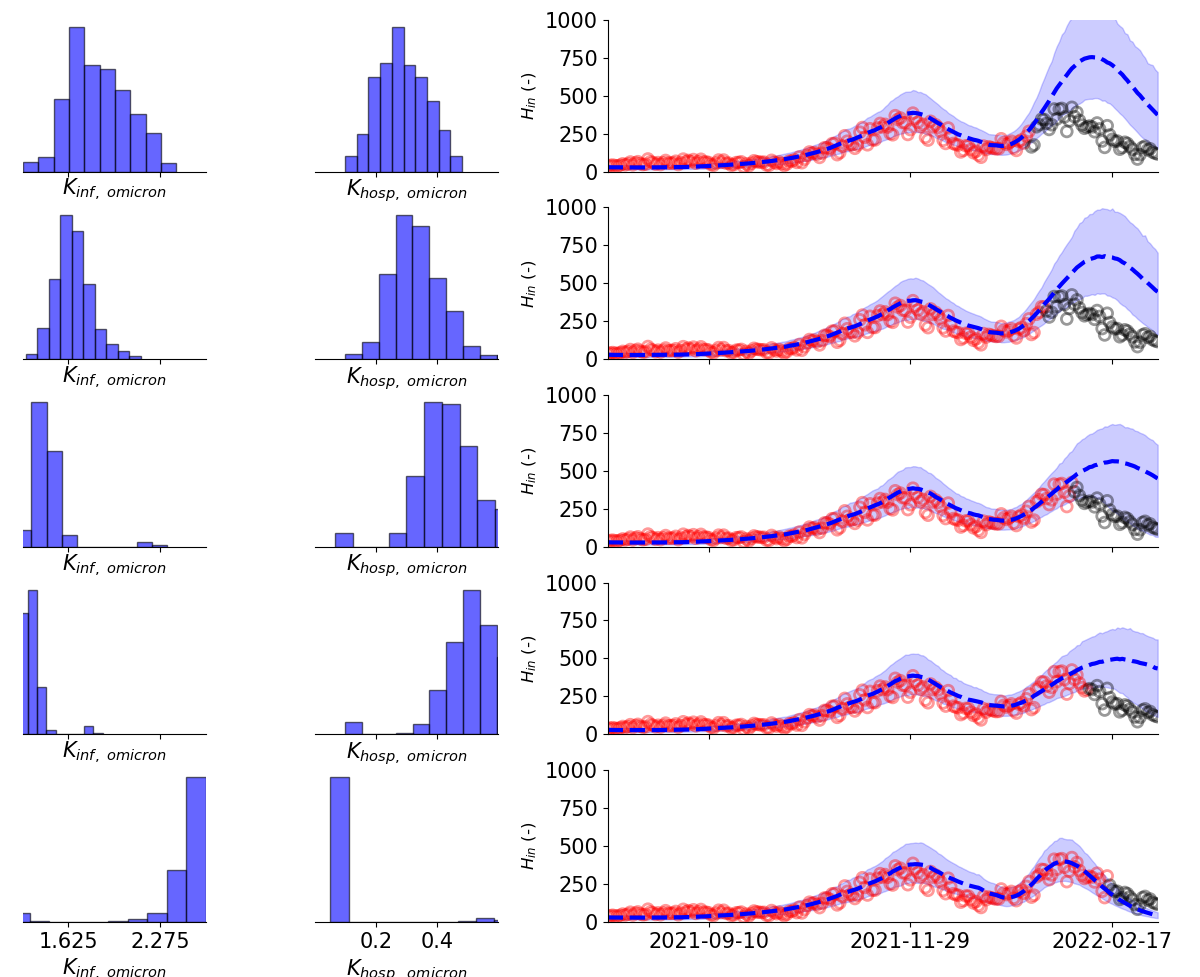 1000
750
500
250
0
H_in (-)
K_inf, omicron
K_hosp, omicron
1000
750
500
250
0
H_in (-)
K_inf, omicron
K_hosp, omicron
1000
750
500
250
0
H_in (-)
K_inf, omicron
K_hosp, omicron
1000
750
500
250
0
H_in (-)
K_inf, omicron
K_hosp, omicron
1000
750
500
250
0
H_in (-)
1.625 2.275
0.2 0.4
2021-09-10 2021-11-29 2022-02-17
K_inf, omicron
K_hosp, omicron